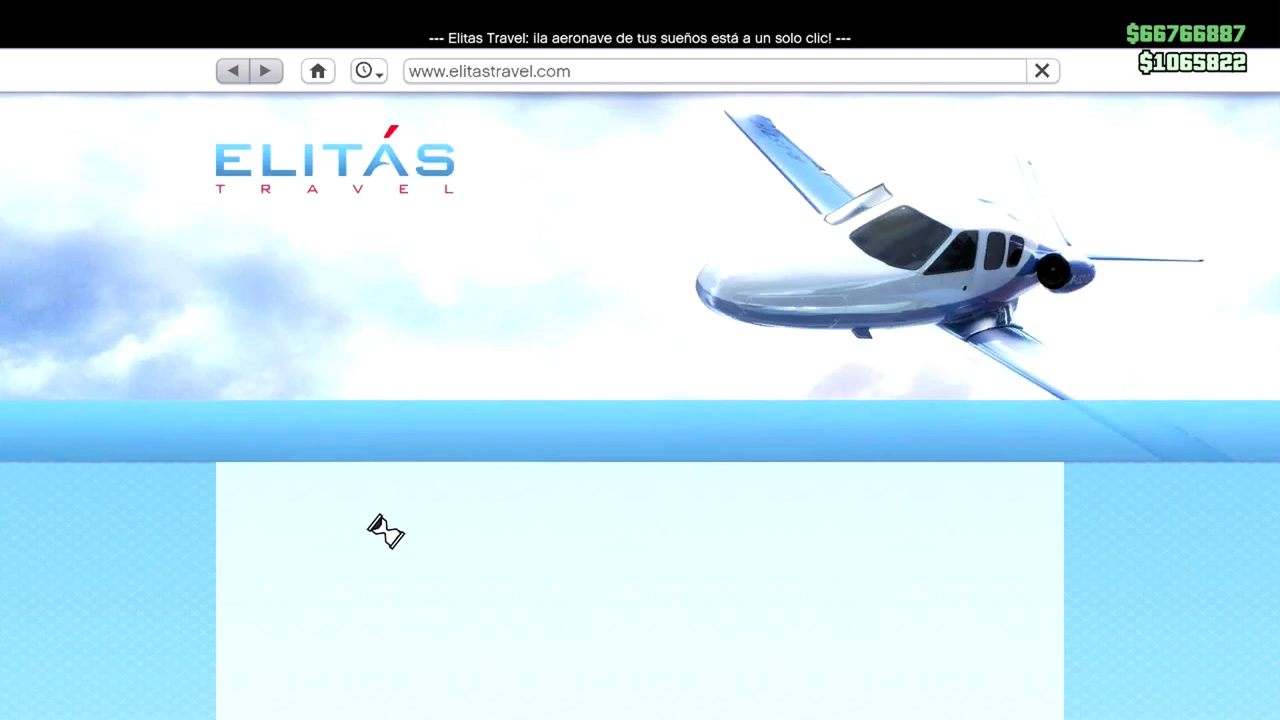 --- Elitas Travel: ¡la aeronave de tus sueños está a un solo clic! ---
$66766887
$1065822
www.elitastravel.com
ELITÁS
TRAVEL